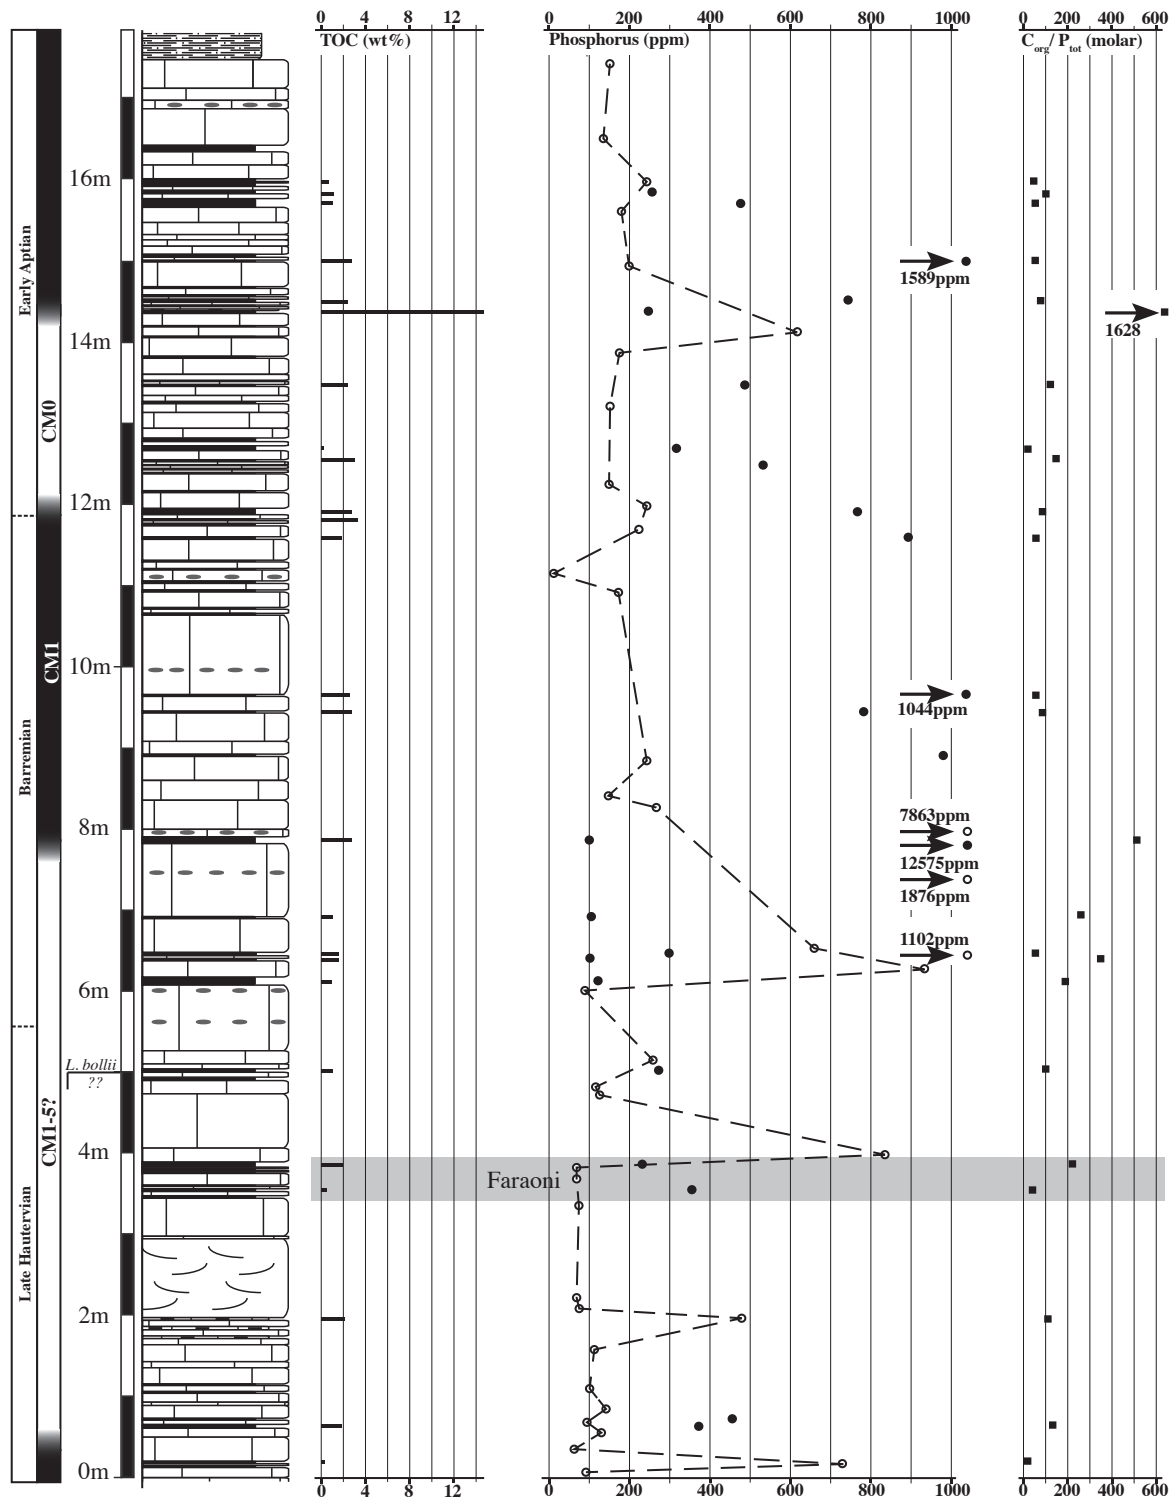 0 4 8 12
0 200 400 600 800 1000
0 200 400 600
TOC (wt%)
Phosphorus (ppm)
Corg/ Ptot (molar)
16m
Early Aptian
1589ppm
1628
14m
CM0
12m
CM1
10m
1044ppm
Barremian
8m
7863ppm
12575ppm
1876ppm
1102ppm
6m
L. bollii
??
CM1-5?
4m
Faraoni
Late Hautervian
2m
0m
0 4 8 12
0 200 400 600 800 1000
0 200 400 600